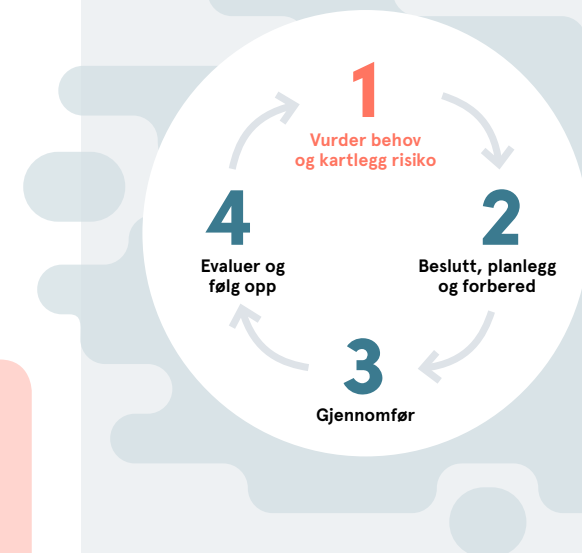 1
Vurder behov
og kartlegg risiko
2
Beslutt, planlegg
og forbered
3
Gjennomfør
4
Evaluer og
følg opp